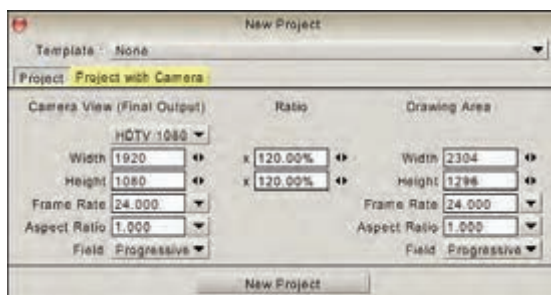 New Project
Template : None
Project Project with Camera
Camera View (Final Output) Ratio Drawing Area
HDTV 1080
Width 1920 x 120.00% Width 2304
Height 1080 x 120.00% Height 1296
Frame Rate 24.000 Frame Rate 24.000
Aspect Ratio 1.000 Aspect Ratio 1.000
Field Progressive Field Progressive
New Project